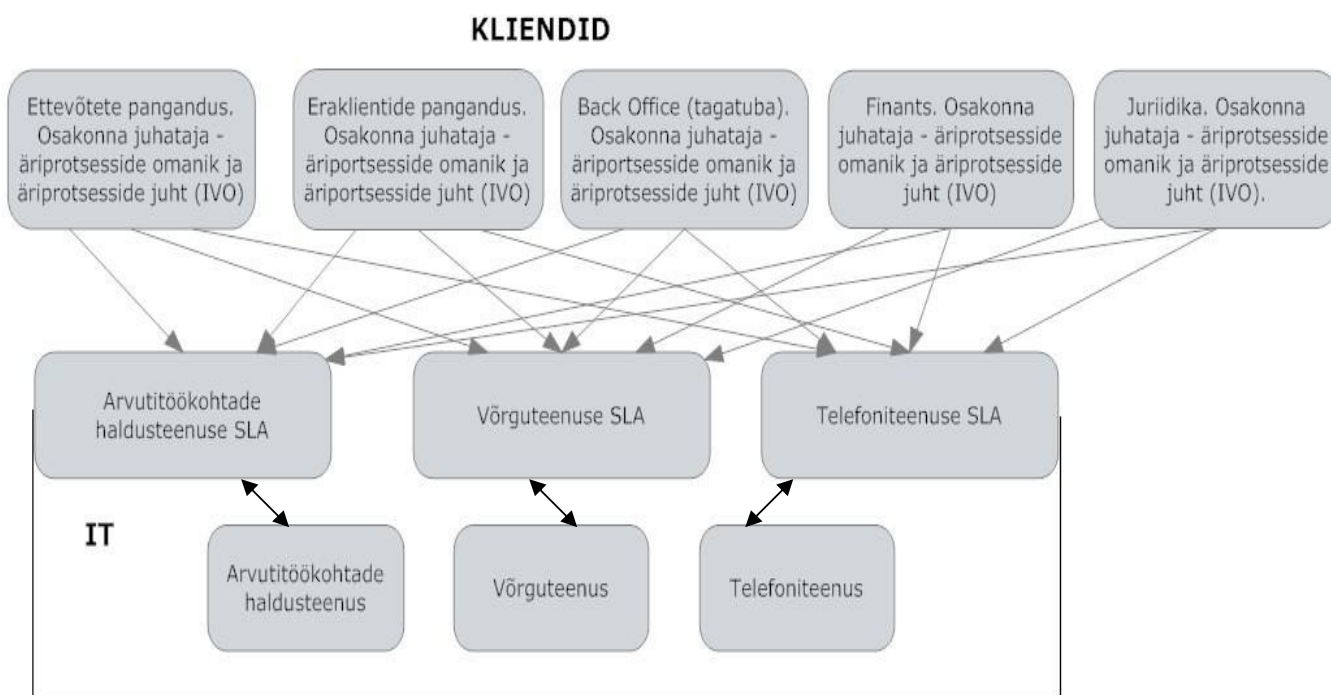 KLIENDID
Ettevõtete pangandus.
Osakonna juhataja -
äriprotsesside omanik ja
äriprotsesside juht (IVO)
Eraklientide pangandus.
Osakonna juhataja -
äriportsesside omanik ja
äriportsesside juht (IVO)
Back Office (tagatuba).
Osakonna juhataja -
äriportsesside omanik ja
äriprotsesside juht (IVO)
Finants. Osakonna
juhataja - äriprotsesside
omanik ja äriprotsesside
juht (IVO)
Juriidika. Osakonna
juhataja - äriprotsesside
omanik ja äriprotsesside
juht (IVO).
Arvutitöökohtade
haldusteenuse SLA
Võrguteenuse SLA
Telefoniteenuse SLA
IT
Arvutitöökohtade
haldusteenus
Võrguteenus
Telefoniteenus